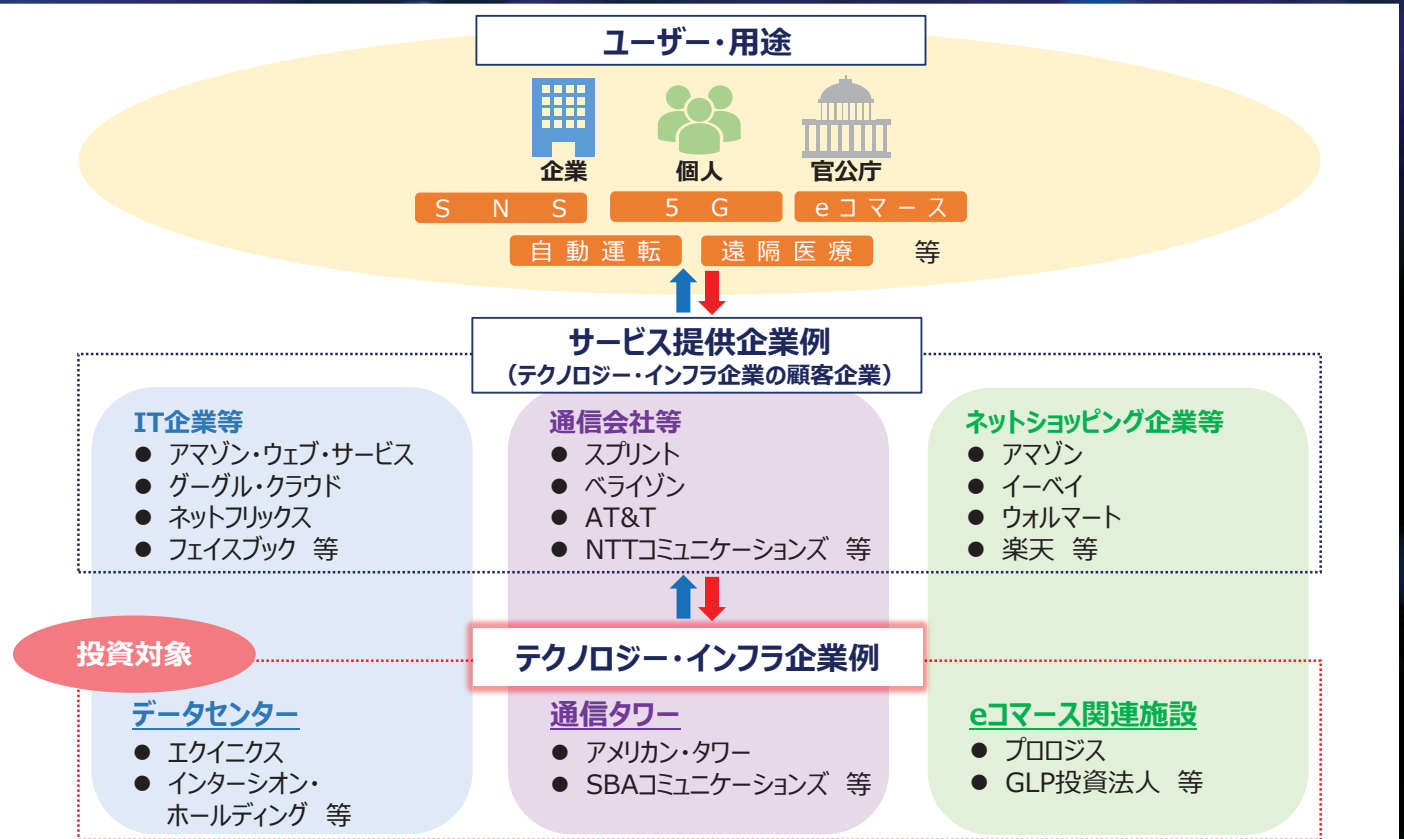 ユーザー・用途
企業
個人
官公庁
SNS
5G
eコマース
自動運転
遠隔医療
等
サービス提供企業例
（テクノロジー・インフラ企業の顧客企業）
IT企業等
● アマゾン・ウェブ・サービス
● グーグル・クラウド
● ネットフリックス
● フェイスブック 等
通信会社等
● スプリント
● ベライゾン
● AT&T
● NTTコミュニケーションズ 等
ネットショッピング企業等
● アマゾン
● イーベイ
● ウォルマート
● 楽天 等
投資対象
テクノロジー・インフラ企業例
データセンター
● エクイニクス
● インターシオン・
ホールディング 等
通信タワー
● アメリカン・タワー
● SBAコミュニケーションズ 等
eコマース関連施設
● プロロジス
● GLP投資法人 等